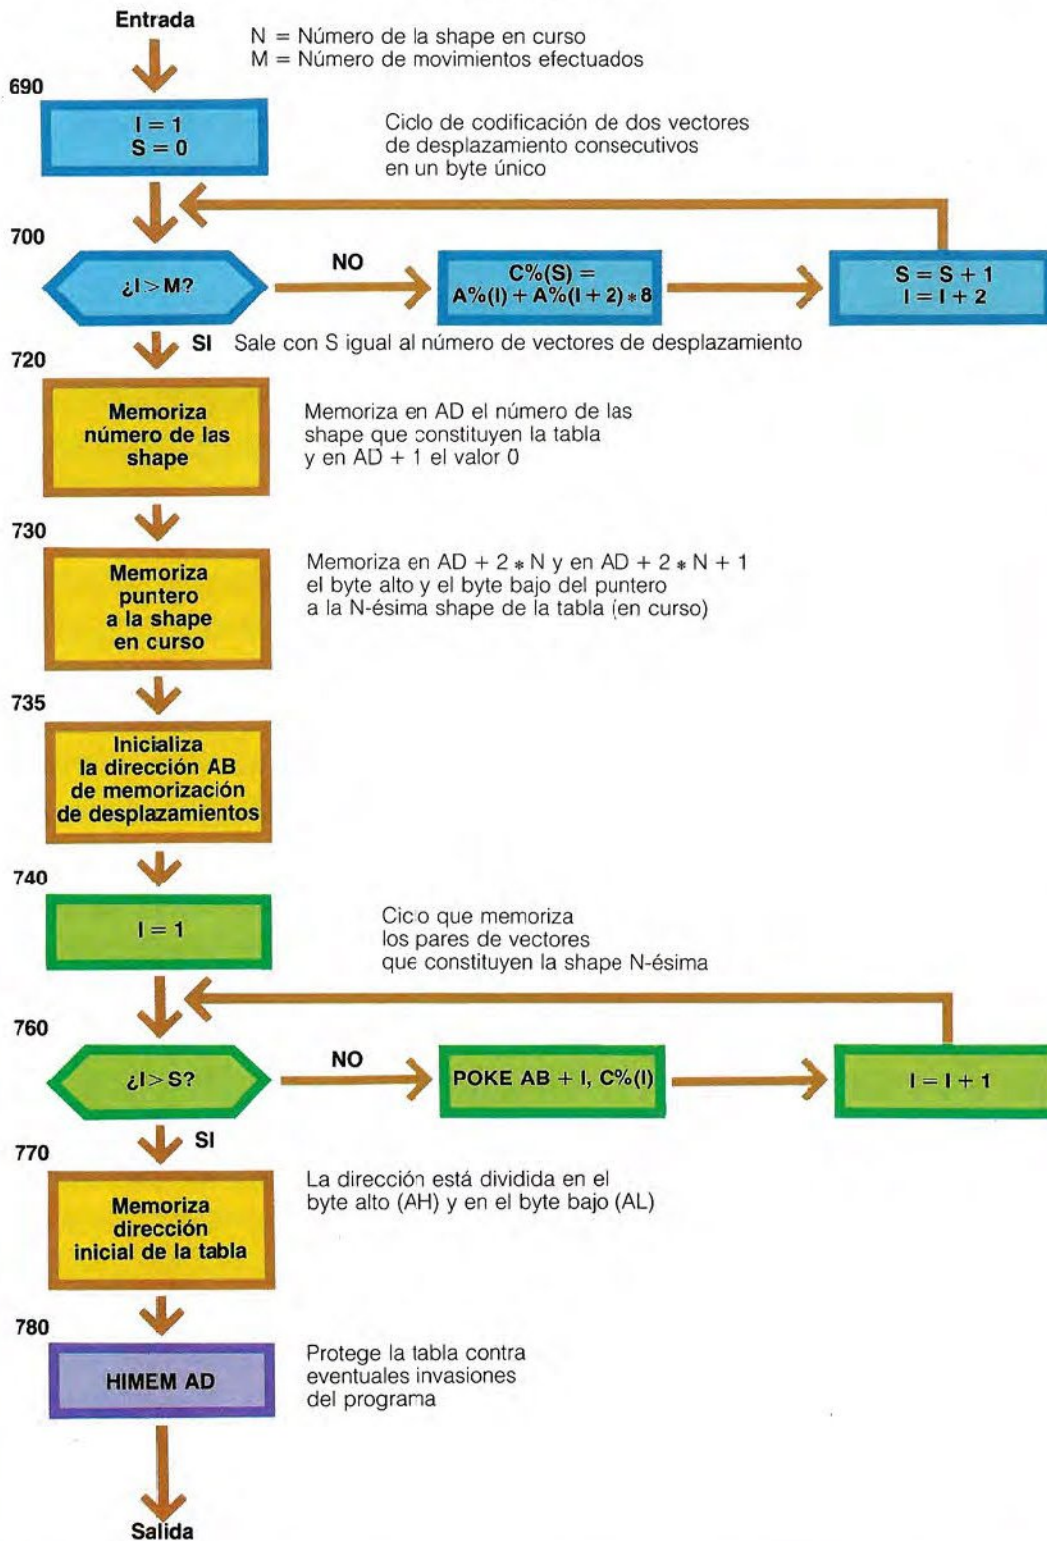 Entrada
N = Número de la shape en curso
M = Número de movimientos efectuados
690
I = 1
S = 0
Ciclo de codificación de dos vectores
de desplazamiento consecutivos
en un byte único
700
¿I > M?
NO
C%(S) =
A%(I) + A%(I + 2) * 8
S = S + 1
I = I + 2
SI
Sale con S igual al número de vectores de desplazamiento
720
Memoriza
número de las
shape
Memoriza en AD el número de las
shape que constituyen la tabla
y en AD + 1 el valor 0
730
Memoriza
puntero
a la shape
en curso
Memoriza en AD + 2 * N y en AD + 2 * N + 1
el byte alto y el byte bajo del puntero
a la N-ésima shape de la tabla (en curso)
735
Inicializa
la dirección AB
de memorización
de desplazamientos
740
I = 1
Ciclo que memoriza
los pares de vectores
que constituyen la shape N-ésima
760
¿I > S?
NO
POKE AB + I, C%(I)
I = I + 1
SI
770
Memoriza
dirección
inicial de la tabla
La dirección está dividida en el
byte alto (AH) y en el byte bajo (AL)
780
HIMEM AD
Protege la tabla contra
eventuales invasiones
del programa
Salida